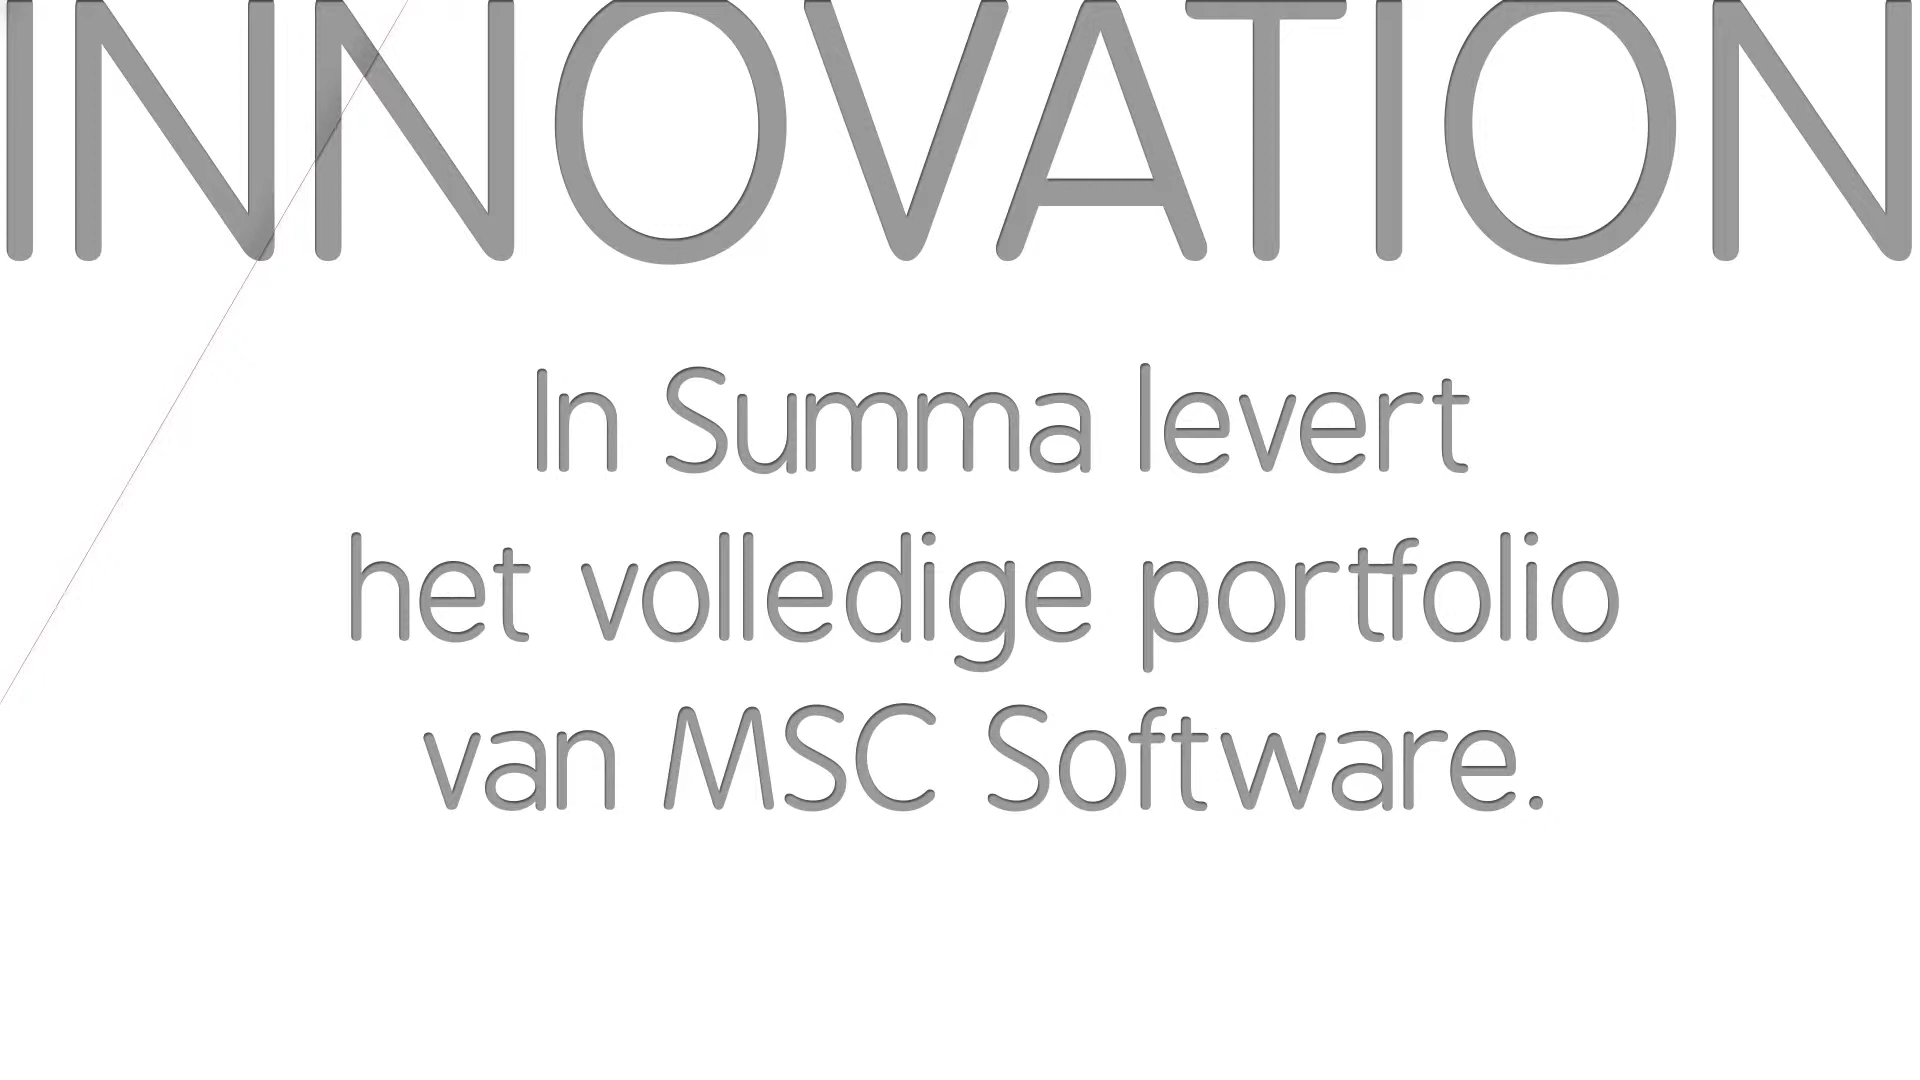 INNOVATION
In Summa levert
het volledige portfolio
van MSC Software.